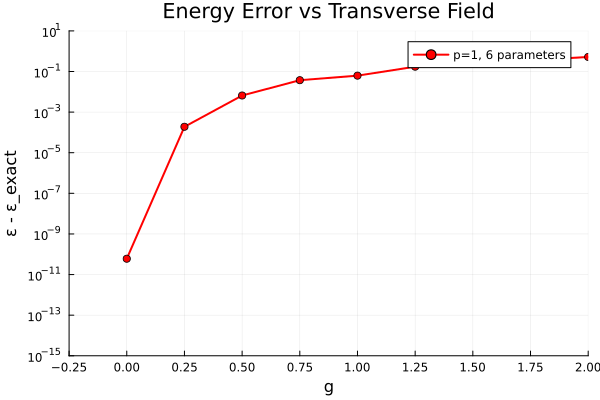 Energy Error vs Transverse Field
ε - ε_exact
10^1
10^-1
10^-3
10^-5
10^-7
10^-9
10^-11
10^-13
10^-15
p=1, 6 parameters
-0.25 0.00 0.25 0.50 0.75 1.00 1.25 1.50 1.75 2.00
g